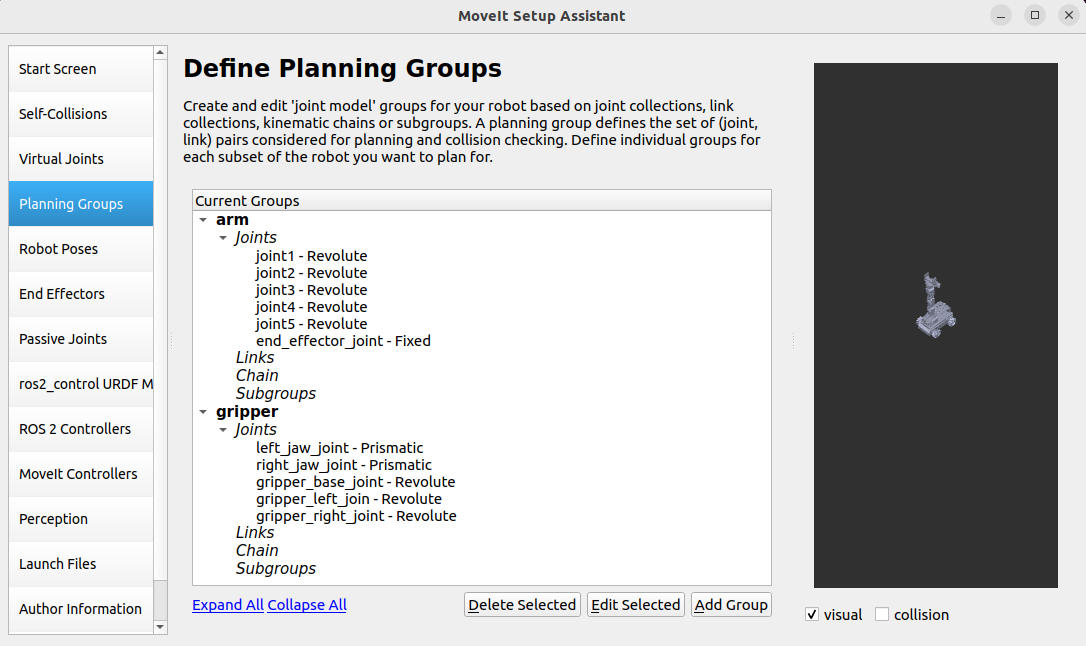 MoveIt Setup Assistant
Start Screen
Self-Collisions
Virtual Joints
Planning Groups
Robot Poses
End Effectors
Passive Joints
ros2_control URDF M
ROS 2 Controllers
MoveIt Controllers
Perception
Launch Files
Author Information
Define Planning Groups
Create and edit 'joint model' groups for your robot based on joint collections, link
collections, kinematic chains or subgroups. A planning group defines the set of (joint,
link) pairs considered for planning and collision checking. Define individual groups for
each subset of the robot you want to plan for.
Current Groups
arm
Joints
joint1 - Revolute
joint2 - Revolute
joint3 - Revolute
joint4 - Revolute
joint5 - Revolute
end_effector_joint - Fixed
Links
Chain
Subgroups
gripper
Joints
left_jaw_joint - Prismatic
right_jaw_joint - Prismatic
gripper_base_joint - Revolute
gripper_left_join - Revolute
gripper_right_joint - Revolute
Links
Chain
Subgroups
Expand All Collapse All
Delete Selected
Edit Selected
Add Group
visual
collision